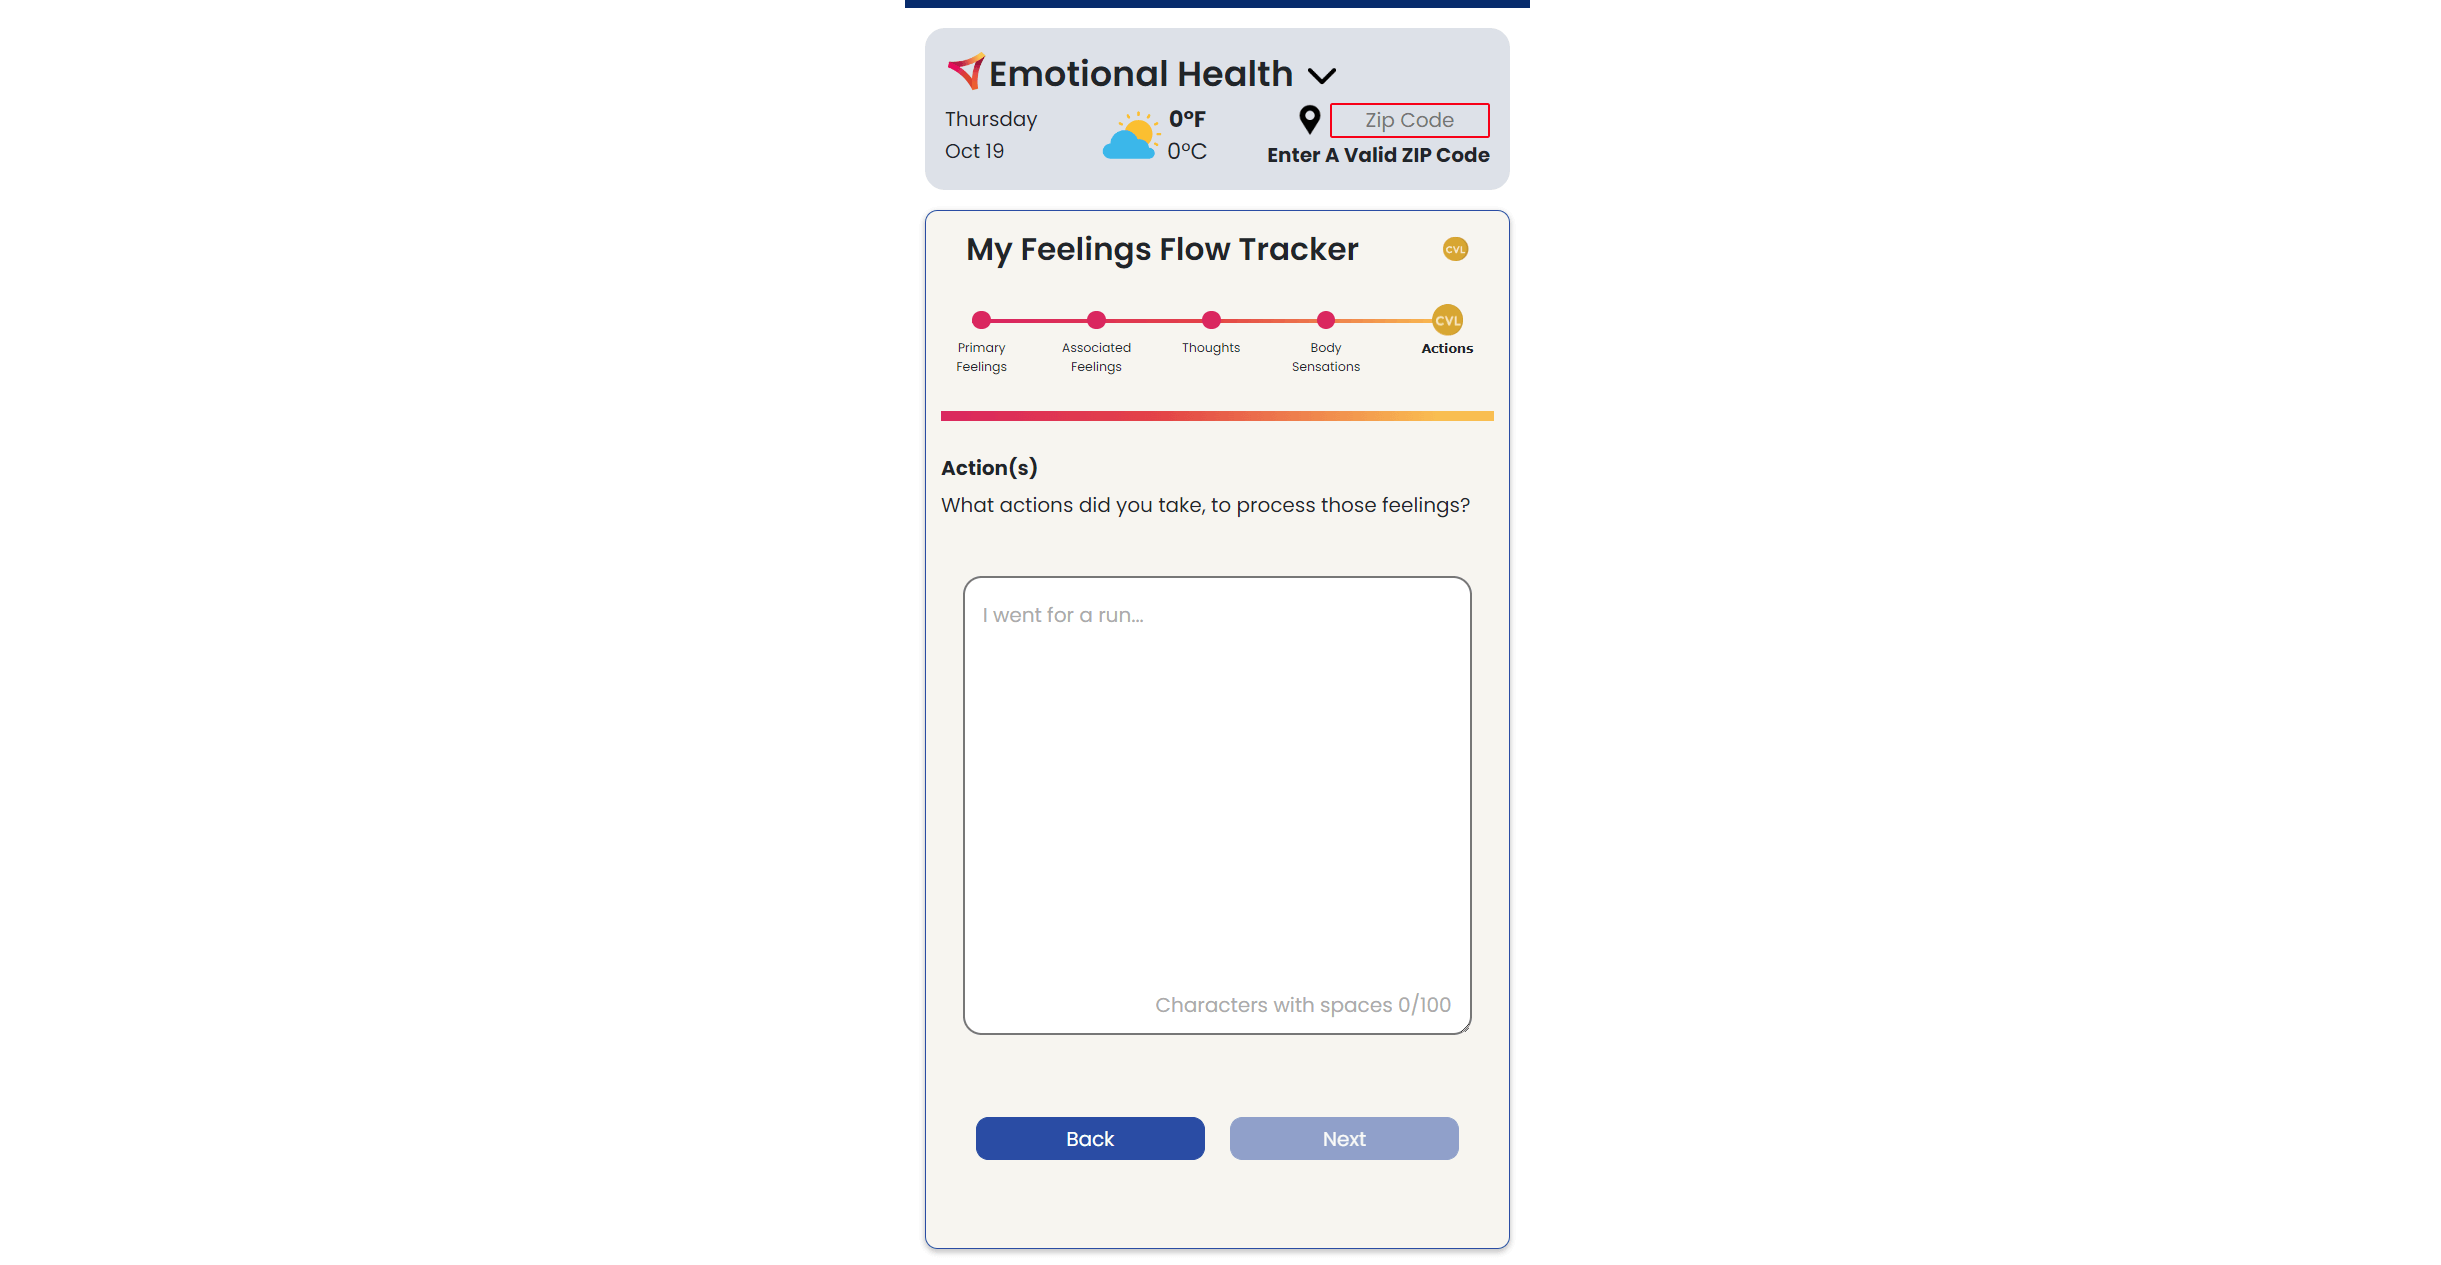 Emotional Health
Thursday
Oct 19
0°F
0°C
Zip Code
Enter A Valid ZIP Code
My Feelings Flow Tracker
CVL
CVL
Primary
Feelings
Associated
Feelings
Thoughts
Body
Sensations
Actions
Action(s)
What actions did you take, to process those feelings?
I went for a run...
Characters with spaces 0/100
Back
Next